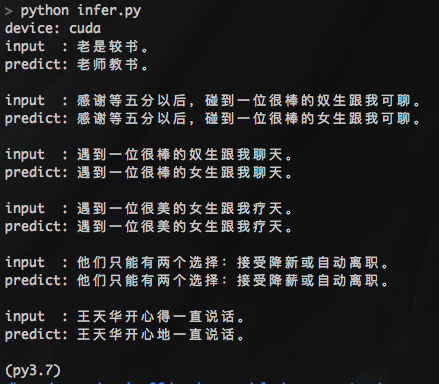 > python infer.py
device: cuda
input  : 老是较书。
predict: 老师教书。
input  : 感谢等五分以后，碰到一位很棒的奴生跟我可聊。
predict: 感谢等五分以后，碰到一位很棒的女生跟我可聊。
input  : 遇到一位很棒的奴生跟我聊天。
predict: 遇到一位很棒的女生跟我聊天。
input  : 遇到一位很美的女生跟我疗天。
predict: 遇到一位很美的女生跟我疗天。
input  : 他们只能有两个选择：接受降新或自动离职。
predict: 他们只能有两个选择：接受降新或自动离职。
input  : 王天华开心得一直说话。
predict: 王天华开心地一直说话。
(py3.7)